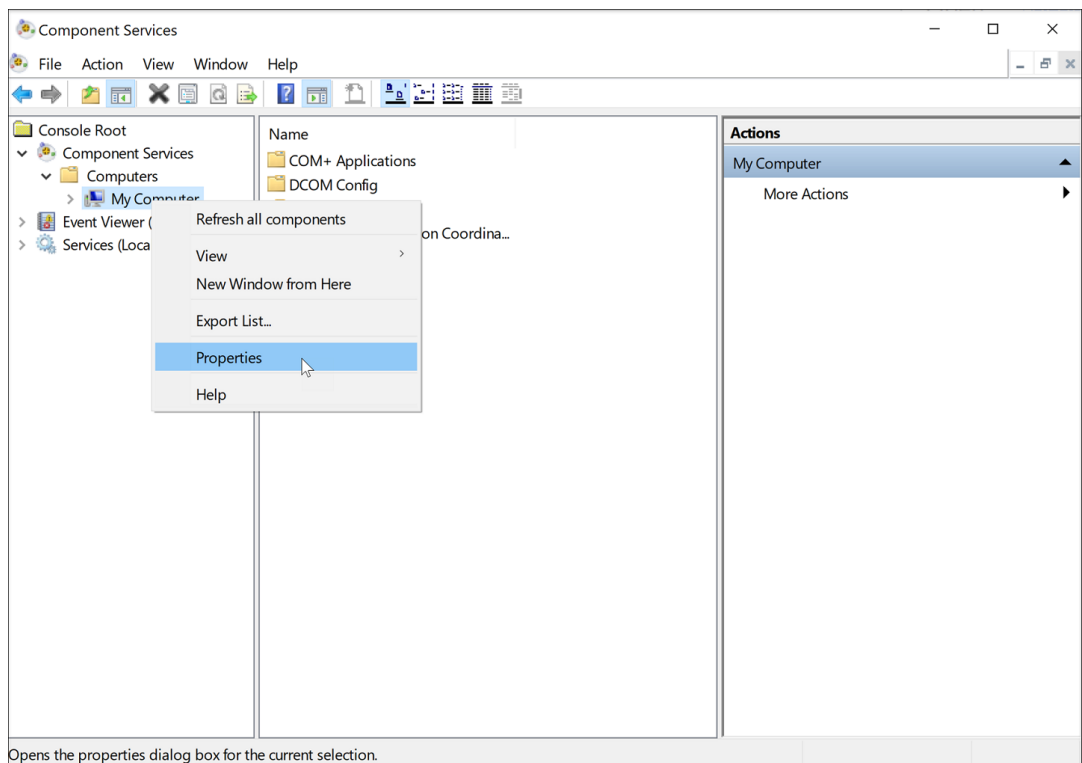 Component Services
File Action View Window Help
Console Root
Component Services
Computers
My Computer
Event Viewer (
Services (Loca
Name
COM+ Applications
DCOM Config
on Coordina...
Refresh all components
View
New Window from Here
Export List...
Properties
Help
Actions
My Computer
More Actions
Opens the properties dialog box for the current selection.